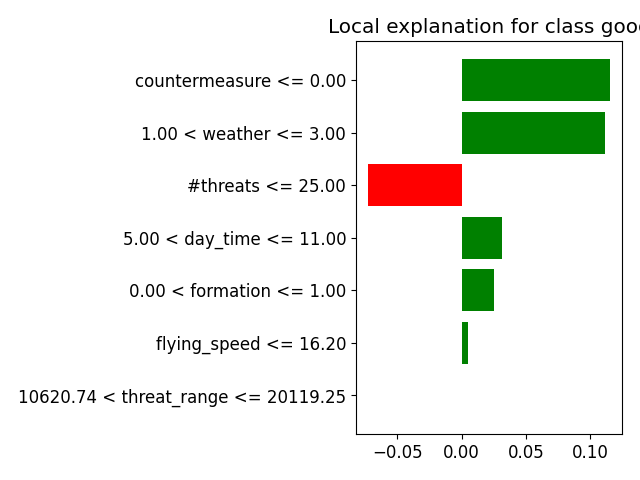 Local explanation for class good
countermeasure <= 0.00
1.00 < weather <= 3.00
#threats <= 25.00
5.00 < day_time <= 11.00
0.00 < formation <= 1.00
flying_speed <= 16.20
10620.74 < threat_range <= 20119.25
−0.05 0.00 0.05 0.10